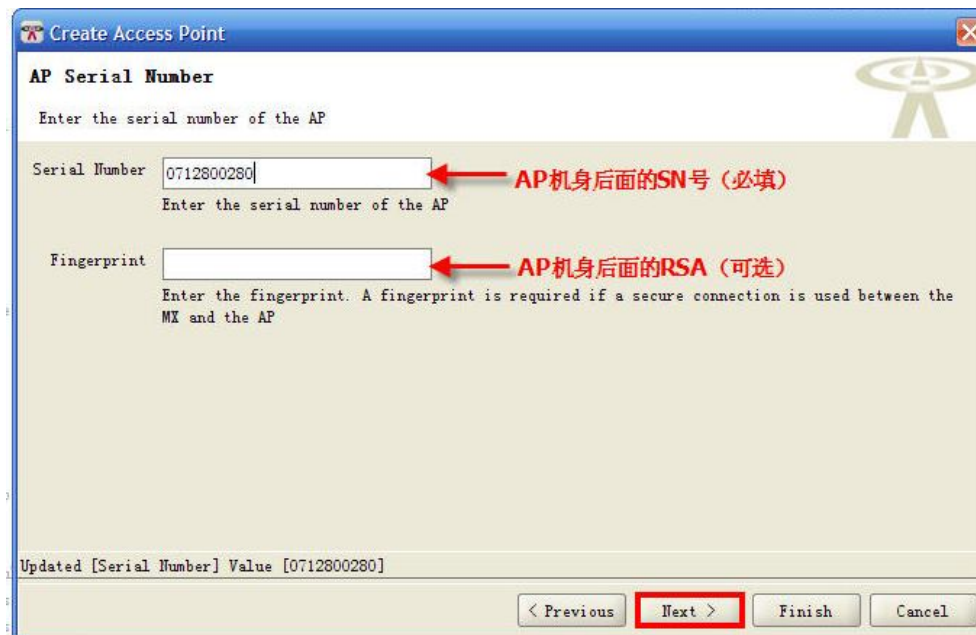 Create Access Point
AP Serial Number
Enter the serial number of the AP
Serial Number 0712800280 AP机身后面的SN号（必填）
Enter the serial number of the AP
Fingerprint AP机身后面的RSA（可选）
Enter the fingerprint. A fingerprint is required if a secure connection is used between the
MX and the AP
Updated [Serial Number] Value [0712800280]
< Previous Next > Finish Cancel